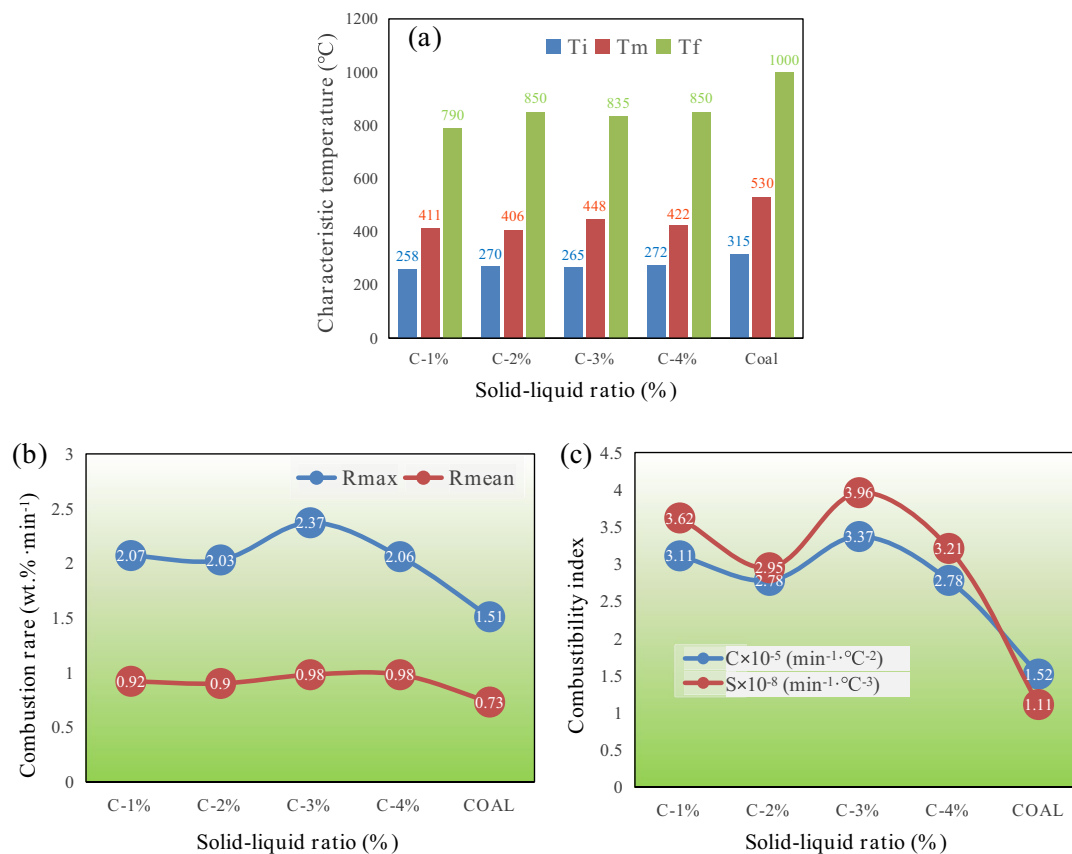 (a)
Ti Tm Tf
Characteristic temperature (°C)
1200
1000
800
600
400
200
0
258 411 790
270 406 850
265 448 835
272 422 850
315 530 1000
C-1% C-2% C-3% C-4% Coal
Solid-liquid ratio (%)
(b)
Rmax Rmean
Combustion rare (wt.%·min⁻¹)
3
2.5
2
1.5
1
0.5
0
2.07 2.03 2.37 2.06 1.51
0.92 0.9 0.98 0.98 0.73
C-1% C-2% C-3% C-4% COAL
Solid-liquid ratio (%)
(c)
Combustibility index
4.5
4
3.5
3
2.5
2
1.5
1
0.5
0
3.62 2.95 3.96 3.21 1.11
3.11 2.78 3.37 2.78 1.52
C×10⁻⁵ (min⁻¹·°C⁻²)
S×10⁻⁸ (min⁻¹·°C⁻³)
C-1% C-2% C-3% C-4% COAL
Solid-liquid ratio (%)